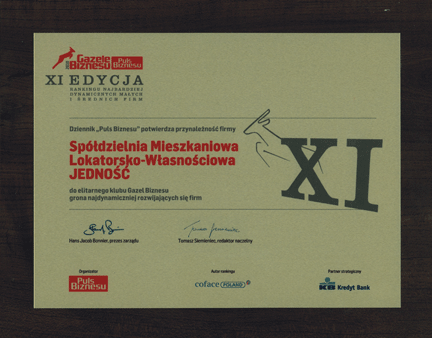 Gazele Biznesu Puls Biznesu
XI EDYCJA
RANKINGU NAJBARDZIEJ
DYNAMICZNYCH MAŁYCH
I ŚREDNICH FIRM
Dziennik „Puls Biznesu” potwierdza przynależność firmy
Spółdzielnia Mieszkaniowa
Lokatorsko-Własnościowa
JEDNOŚĆ
do elitarnego klubu Gazel Biznesu
grona najdynamiczniej rozwijających się firm
XI
Hans Jacob Bonnier, prezes zarządu
Tomasz Siemieniec, redaktor naczelny
Organizator
Autor rankingu
Partner strategiczny
Puls Biznesu
coface POLAND
KB Kredyt Bank